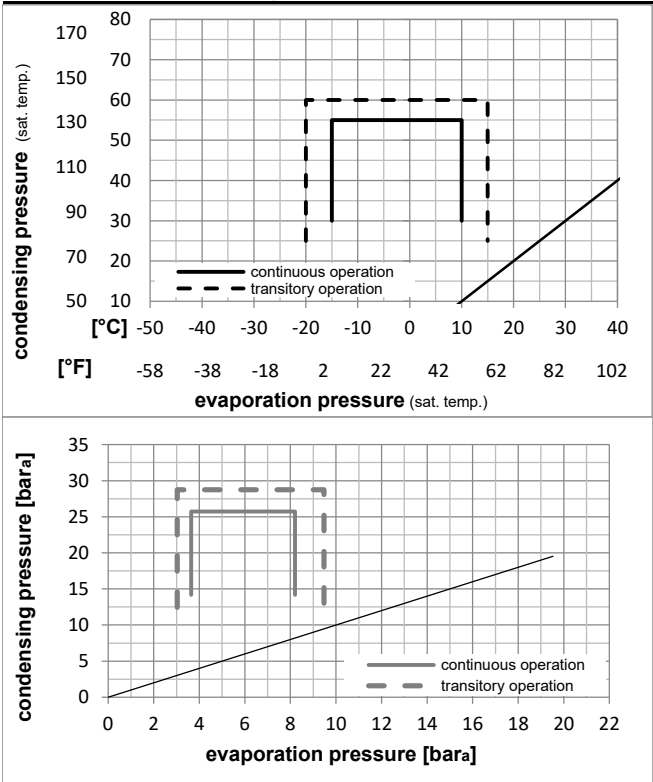 condensing pressure (sat. temp.)
170 80
70
150
60
130
50
110
40
90
30
70
20
50 10
continuous operation
transitory operation
[°C] -50 -40 -30 -20 -10 0 10 20 30 40
[°F] -58 -38 -18 2 22 42 62 82 102
evaporation pressure (sat. temp.)
condensing pressure [bara]
35
30
25
20
15
10
5
0
continuous operation
transitory operation
0 2 4 6 8 10 12 14 16 18 20 22
evaporation pressure [bara]